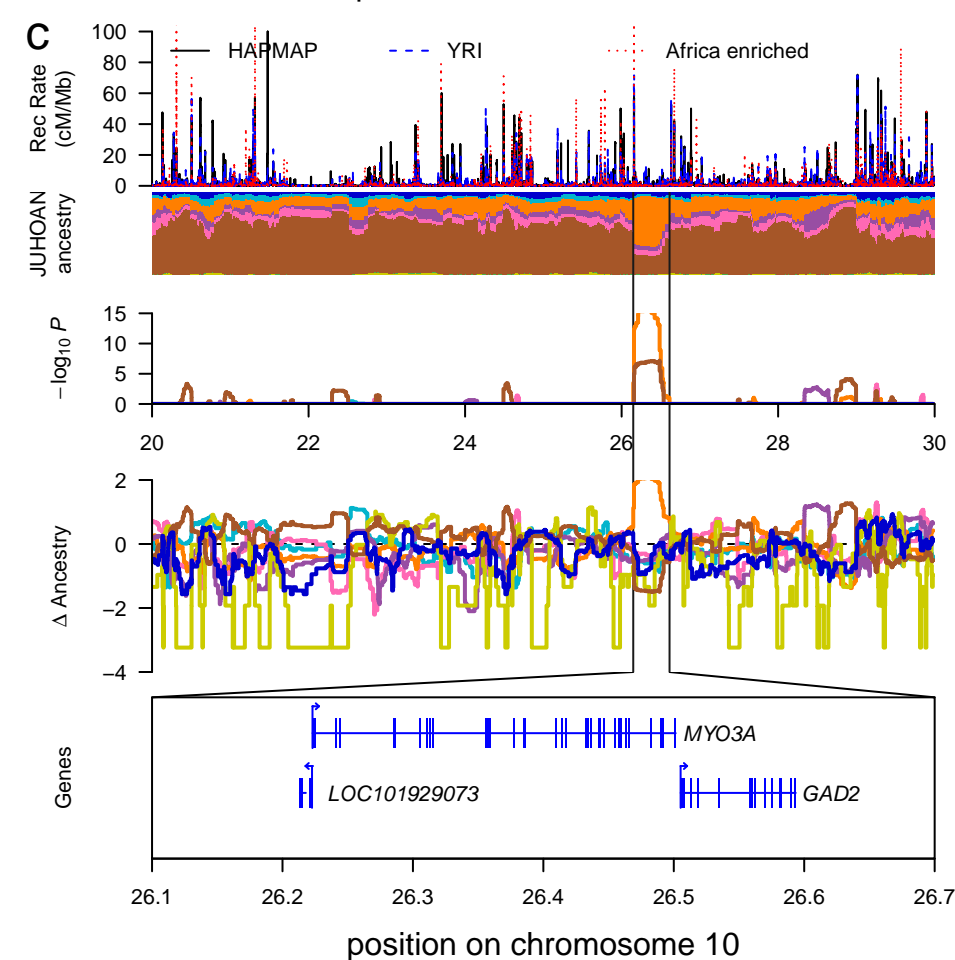 C
HAPMAP YRI Africa enriched
Rec Rate
(cM/Mb)
100
80
60
40
20
0
JUHOAN
ancestry
−log10 P
15
10
5
0
20 22 24 26 28 30
Δ Ancestry
2
0
−2
−4
Genes
MYO3A
LOC101929073 GAD2
26.1 26.2 26.3 26.4 26.5 26.6 26.7
position on chromosome 10